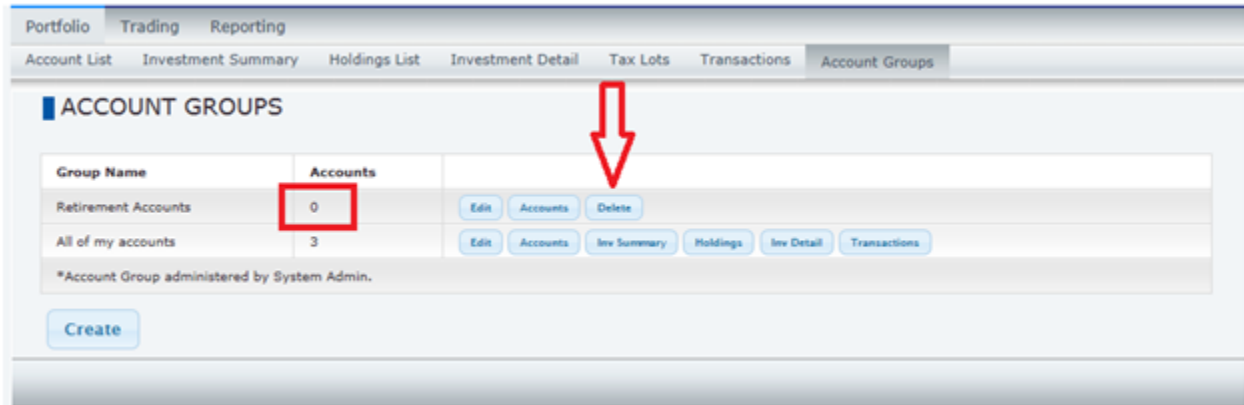 Portfolio Trading Reporting
Account List Investment Summary Holdings List Investment Detail Tax Lots Transactions Account Groups
ACCOUNT GROUPS
Group Name Accounts
Retirement Accounts 0 Edit Accounts Delete
All of my accounts 3 Edit Accounts Inv Summary Holdings Inv Detail Transactions
*Account Group administered by System Admin.
Create